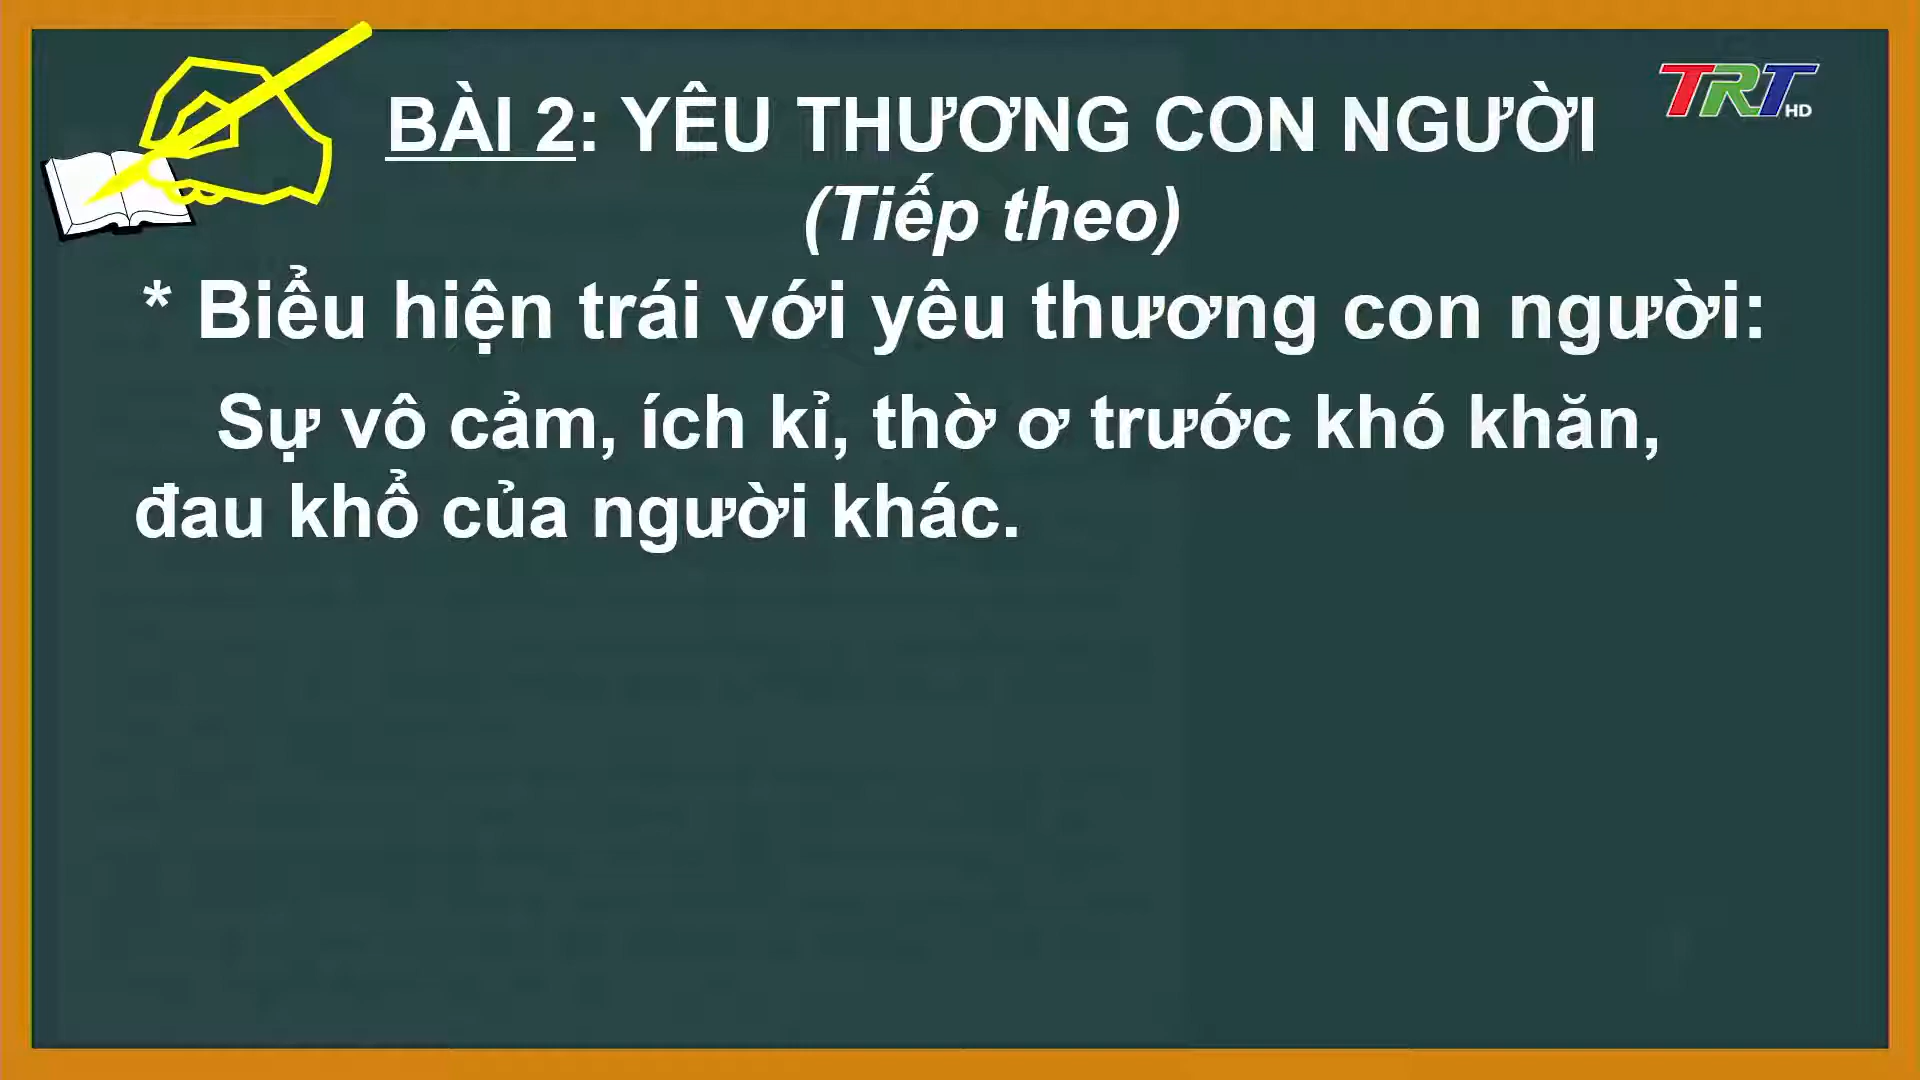 BÀI 2: YÊU THƯƠNG CON NGƯỜI
TRT HD
(Tiếp theo)
* Biểu hiện trái với yêu thương con người:
Sự vô cảm, ích kỉ, thờ ơ trước khó khăn,
đau khổ của người khác.